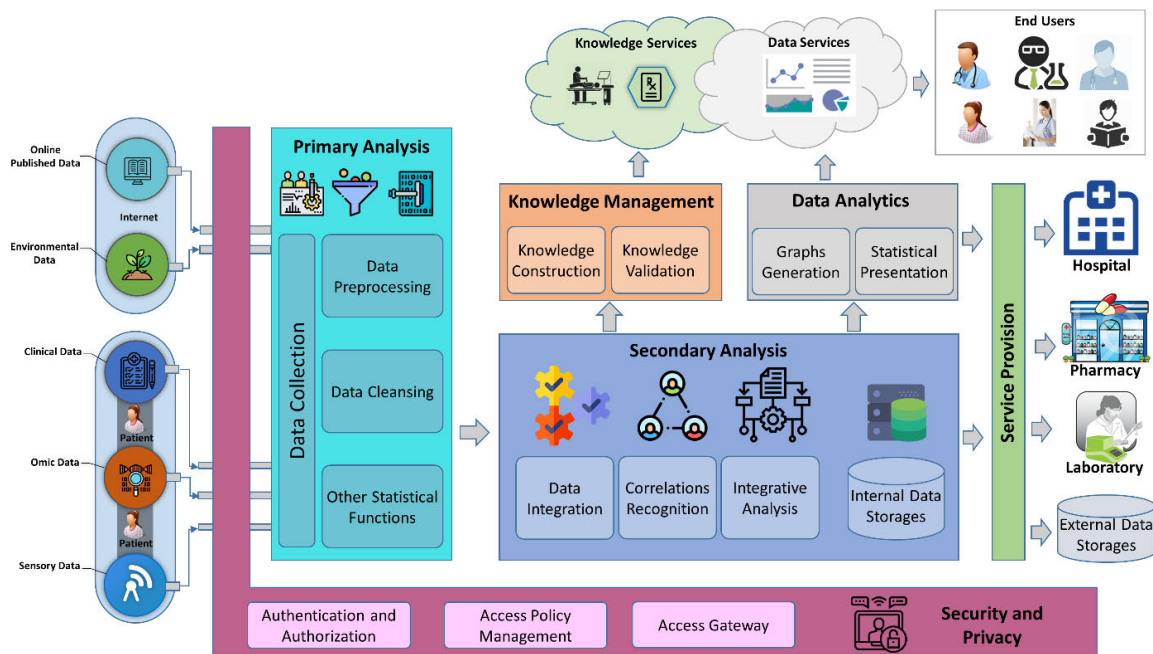 Knowledge Services
Data Services
End Users
Online
Published Data
Internet
Environmental
Data
Clinical Data
Patient
Omic Data
Patient
Sensory Data
Primary Analysis
Data Collection
Data
Preprocessing
Data Cleansing
Other Statistical
Functions
Knowledge Management
Knowledge
Construction
Knowledge
Validation
Data Analytics
Graphs
Generation
Statistical
Presentation
Secondary Analysis
Data
Integration
Correlations
Recognition
Integrative
Analysis
Internal Data
Storages
Service Provision
Hospital
Pharmacy
Laboratory
External Data
Storages
Authentication and
Authorization
Access Policy
Management
Access Gateway
Security and
Privacy